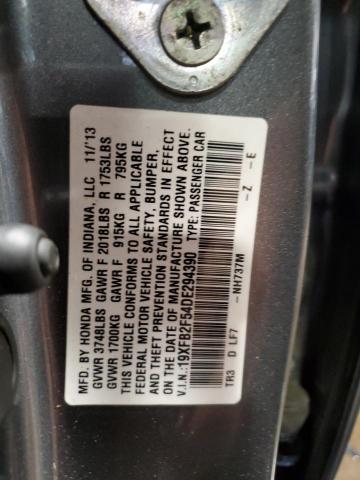 MFD. BY HONDA MFG. OF INDIANA, LLC 11/'13
GVWR 3748LBS GAWR F 2018LBS R 1753LBS
GVWR 1700KG GAWR F 915KG R 795KG
THIS VEHICLE CONFORMS TO ALL APPLICABLE
FEDERAL MOTOR VEHICLE SAFETY, BUMPER,
AND THEFT PREVENTION STANDARDS IN EFFECT
ON THE DATE OF MANUFACTURE SHOWN ABOVE.
V.I.N.:19XFB2F54DE294390 TYPE: PASSENGER CAR
NH737M -Z -E
TR3 D LF7